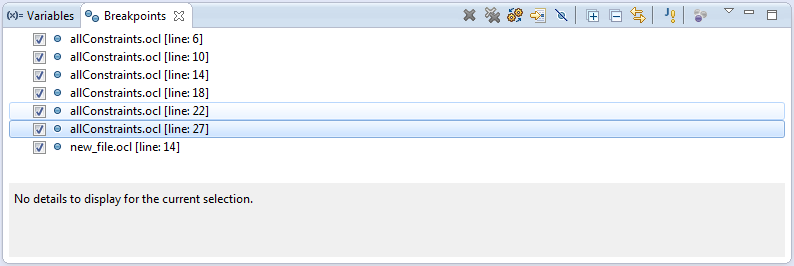 (x)= Variables Breakpoints
allConstraints.ocl [line: 6]
allConstraints.ocl [line: 10]
allConstraints.ocl [line: 14]
allConstraints.ocl [line: 18]
allConstraints.ocl [line: 22]
allConstraints.ocl [line: 27]
new_file.ocl [line: 14]
No details to display for the current selection.